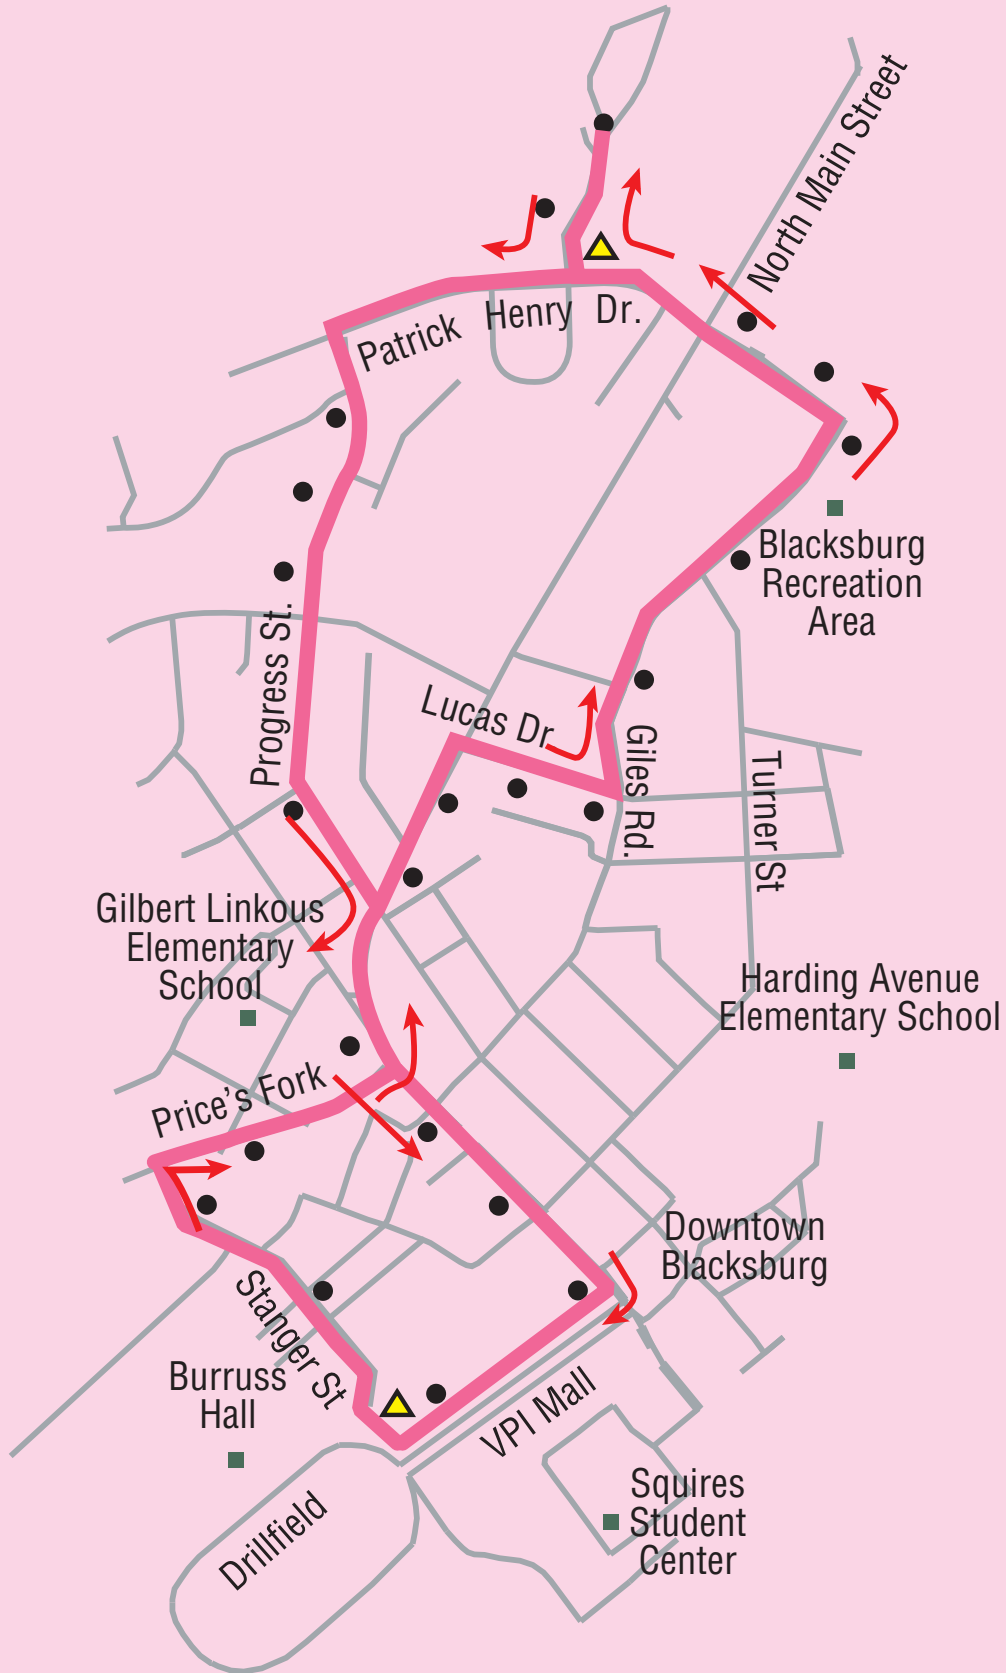 North Main Street
Patrick Henry Dr.
Blacksburg
Recreation
Area
Progress St.
Lucas Dr
Giles Rd.
Turner St
Gilbert Linkous
Elementary
School
Harding Avenue
Elementary School
Price's Fork
Downtown
Blacksburg
Stanger St
Burruss
Hall
VPI Mall
Squires
Student
Center
Drillfield